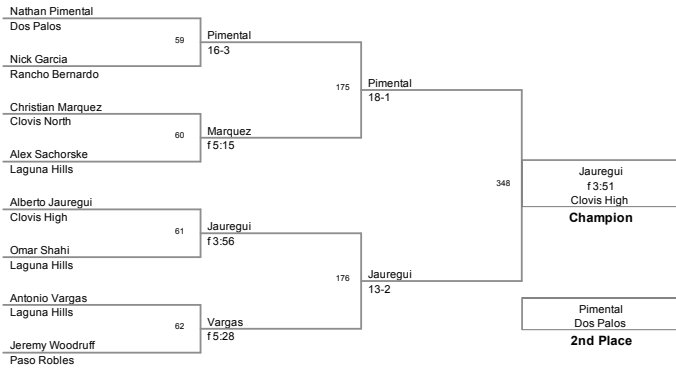 Nathan Pimental
Dos Palos
59
Nick Garcia
Rancho Bernardo
Pimental
16-3
Christian Marquez
Clovis North
60
Alex Sachorske
Laguna Hills
Marquez
f 5:15
175
Pimental
18-1
Alberto Jauregui
Clovis High
61
Omar Shahi
Laguna Hills
Jauregui
f 3:56
Antonio Vargas
Laguna Hills
62
Jeremy Woodruff
Paso Robles
Vargas
f 5:28
176
Jauregui
13-2
348
Jauregui
f 3:51
Clovis High
Champion
Pimental
Dos Palos
2nd Place